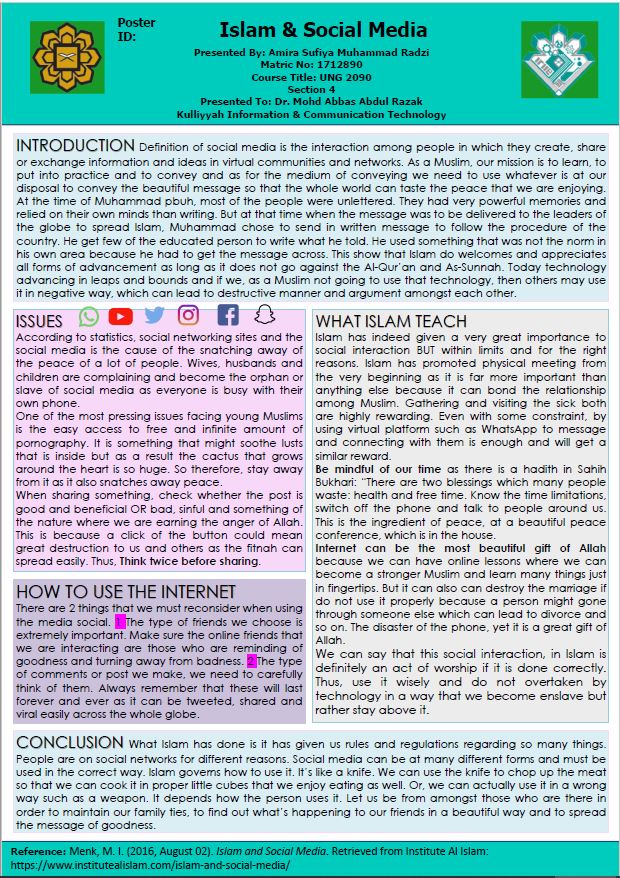 Poster
ID:
Islam & Social Media
Presented By: Amira Sufiya Muhammad Radzi
Matric No: 1712890
Course Title: UNG 2090
Section 4
Presented To: Dr. Mohd Abbas Abdul Razak
Kulliyyah Information & Communication Technology
INTRODUCTION Definition of social media is the interaction among people in which they create, share
or exchange information and ideas in virtual communities and networks. As a Muslim, our mission is to learn, to
put into practice and to convey and as for the medium of conveying we need to use whatever is at our
disposal to convey the beautiful message so that the whole world can taste the peace that we are enjoying.
At the time of Muhammad pbuh, most of the people were unlettered. They had very powerful memories and
relied on their own minds than writing. But at that time when the message was to be delivered to the leaders of
the globe to spread Islam, Muhammad chose to send in written message to follow the procedure of the
country. He get few of the educated person to write what he told. He used something that was not the norm in
his own area because he had to get the message across. This show that Islam do welcomes and appreciates
all forms of advancement as long as it does not go against the Al-Qur'an and As-Sunnah. Today technology
advancing in leaps and bounds and if we, as a Muslim not going to use that technology, then others may use
it in negative way, which can lead to destructive manner and argument amongst each other.
ISSUES
According to statistics, social networking sites and the
social media is the cause of the snatching away of
the peace of a lot of people. Wives, husbands and
children are complaining and become the orphan or
slave of social media as everyone is busy with their
own phone.
One of the most pressing issues facing young Muslims
is the easy access to free and infinite amount of
pornography. It is something that might soothe lusts
that is inside but as a result the cactus that grows
around the heart is so huge. So therefore, stay away
from it as it also snatches away peace.
When sharing something, check whether the post is
good and beneficial OR bad, sinful and something of
the nature where we are earning the anger of Allah.
This is because a click of the button could mean
great destruction to us and others as the fitnah can
spread easily. Thus, Think twice before sharing.
HOW TO USE THE INTERNET
There are 2 things that we must reconsider when using
the media social. 1 The type of friends we choose is
extremely important. Make sure the online friends that
we are interacting are those who are reminding of
goodness and turning away from badness. 2 The type
of comments or post we make, we need to carefully
think of them. Always remember that these will last
forever and ever as it can be tweeted, shared and
viral easily across the whole globe.
WHAT ISLAM TEACH
Islam has indeed given a very great importance to
social interaction BUT within limits and for the right
reasons. Islam has promoted physical meeting from
the very beginning as it is far more important than
anything else because it can bond the relationship
among Muslim. Gathering and visiting the sick both
are highly rewarding. Even with some constraint, by
using virtual platform such as WhatsApp to message
and connecting with them is enough and will get a
similar reward.
Be mindful of our time as there is a hadith in Sahih
Bukhari: "There are two blessings which many people
waste: health and free time. Know the time limitations,
switch off the phone and talk to people around us.
This is the ingredient of peace, at a beautiful peace
conference, which is in the house.
Internet can be the most beautiful gift of Allah
because we can have online lessons where we can
become a stronger Muslim and learn many things just
in fingertips. But it can also can destroy the marriage if
do not use it properly because a person might gone
through someone else which can lead to divorce and
so on. The disaster of the phone, yet it is a great gift of
Allah.
We can say that this social interaction, in Islam is
definitely an act of worship if it is done correctly.
Thus, use it wisely and do not overtaken by
technology in a way that we become enslave but
rather stay above it.
CONCLUSION What Islam has done is it has given us rules and regulations regarding so many things.
People are on social networks for different reasons. Social media can be at many different forms and must be
used in the correct way. Islam governs how to use it. It's like a knife. We can use the knife to chop up the meat
so that we can cook it in proper little cubes that we enjoy eating as well. Or, we can actually use it in a wrong
way such as a weapon. It depends how the person uses it. Let us be from amongst those who are there in
order to maintain our family ties, to find out what's happening to our friends in a beautiful way and to spread
the message of goodness.
Reference: Menk, M. I. (2016, August 02). Islam and Social Media. Retrieved from Institute Al Islam:
https://www.institutealislam.com/islam-and-social-media/